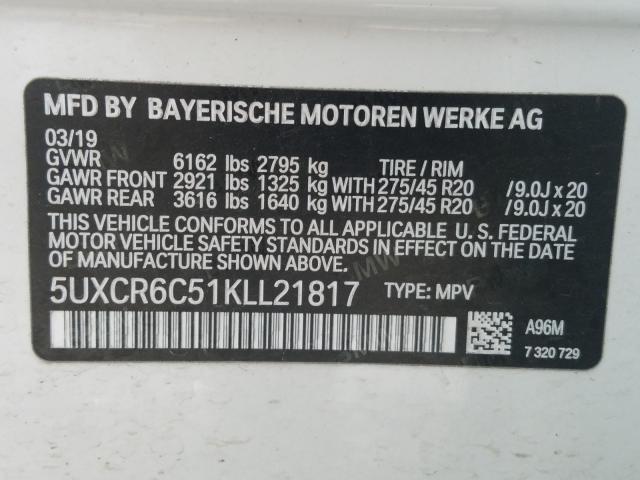 MFD BY BAYERISCHE MOTOREN WERKE AG
03/19
GVWR 6162 lbs 2795 kg TIRE / RIM
GAWR FRONT 2921 lbs 1325 kg WITH 275/45 R20 /9.0J x 20
GAWR REAR 3616 lbs 1640 kg WITH 275/45 R20 /9.0J x 20
THIS VEHICLE CONFORMS TO ALL APPLICABLE U. S. FEDERAL
MOTOR VEHICLE SAFETY STANDARDS IN EFFECT ON THE DATE
OF MANUFACTURE SHOWN ABOVE.
5UXCR6C51KLL21817 TYPE: MPV
A96M
7 320 729